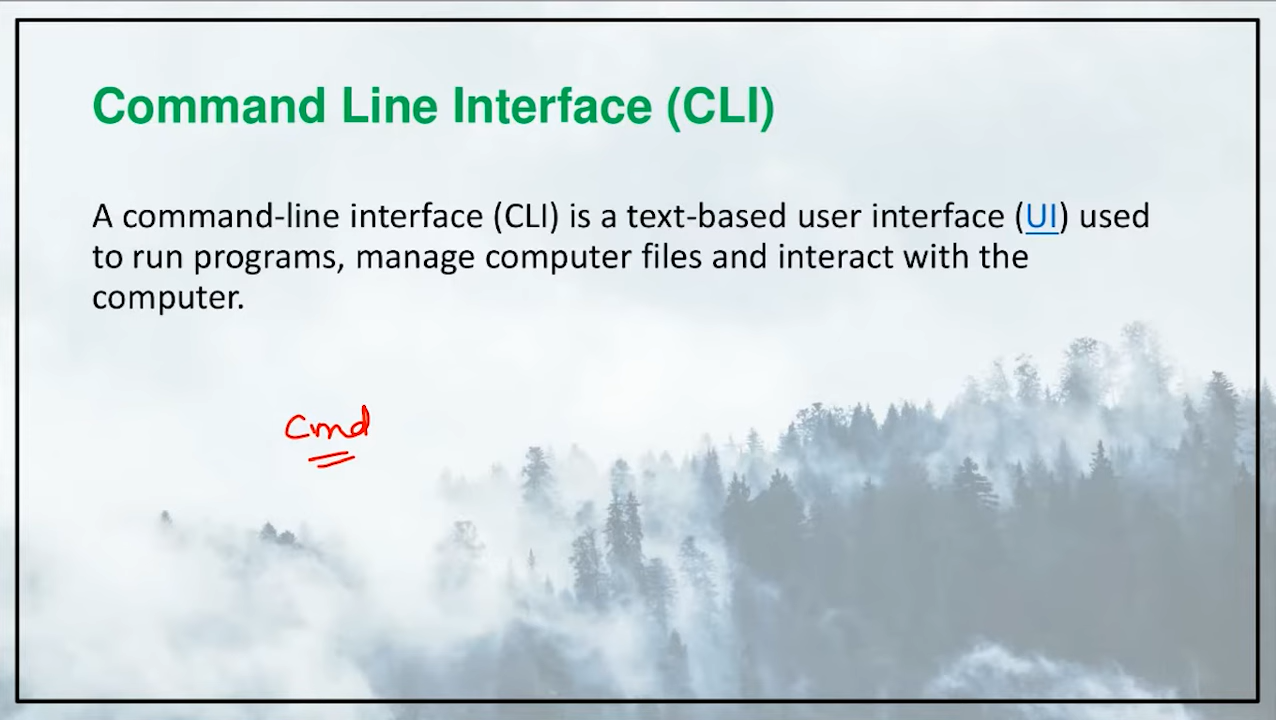 Command Line Interface (CLI)
A command-line interface (CLI) is a text-based user interface (UI) used
to run programs, manage computer files and interact with the
computer.
Cmd